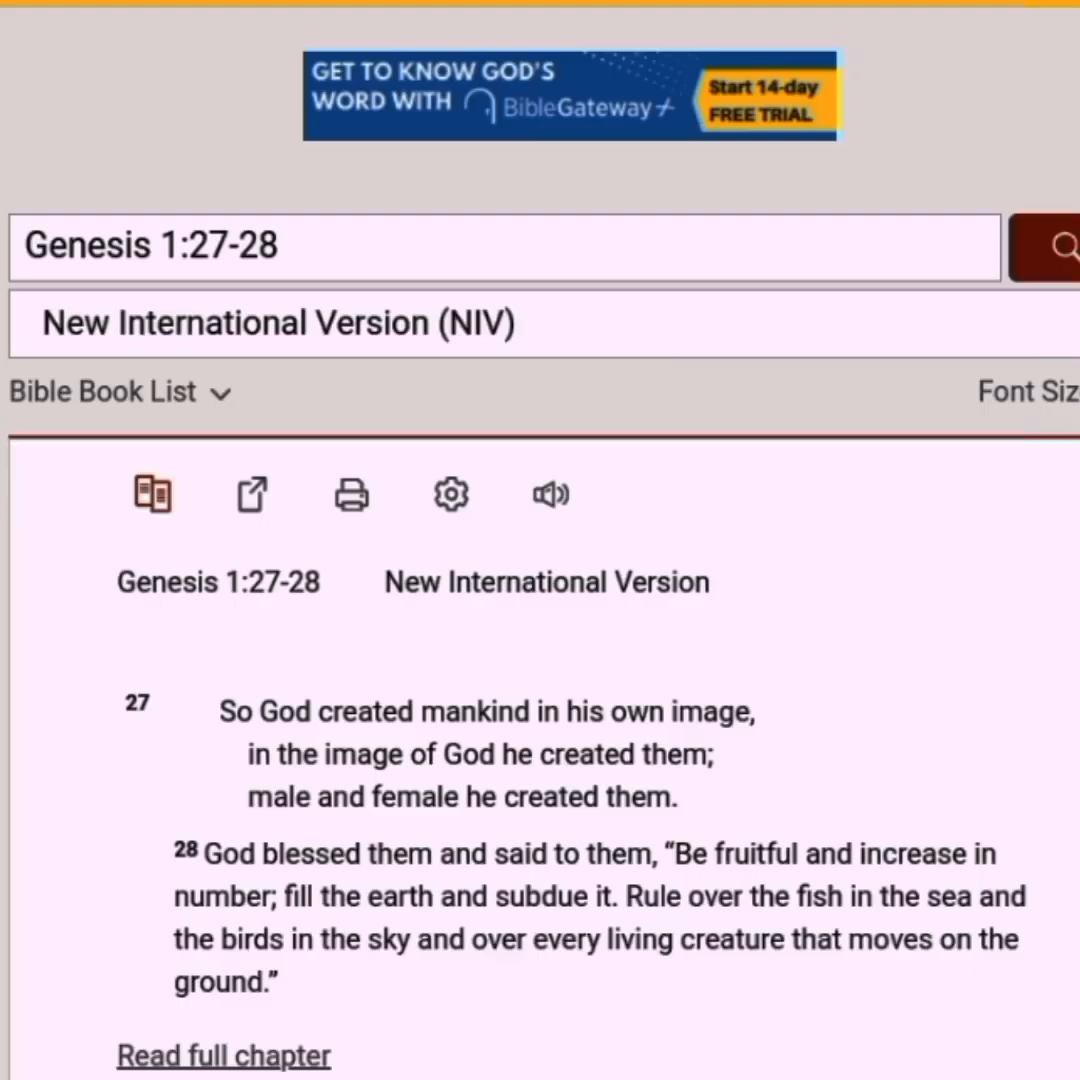 GET TO KNOW GOD'S
WORD WITH BibleGateway+
Start 14-day
FREE TRIAL
Genesis 1:27-28
New International Version (NIV)
Bible Book List
Font Siz
Genesis 1:27-28 New International Version
27 So God created mankind in his own image,
in the image of God he created them;
male and female he created them.
28 God blessed them and said to them, “Be fruitful and increase in
number; fill the earth and subdue it. Rule over the fish in the sea and
the birds in the sky and over every living creature that moves on the
ground.”
Read full chapter